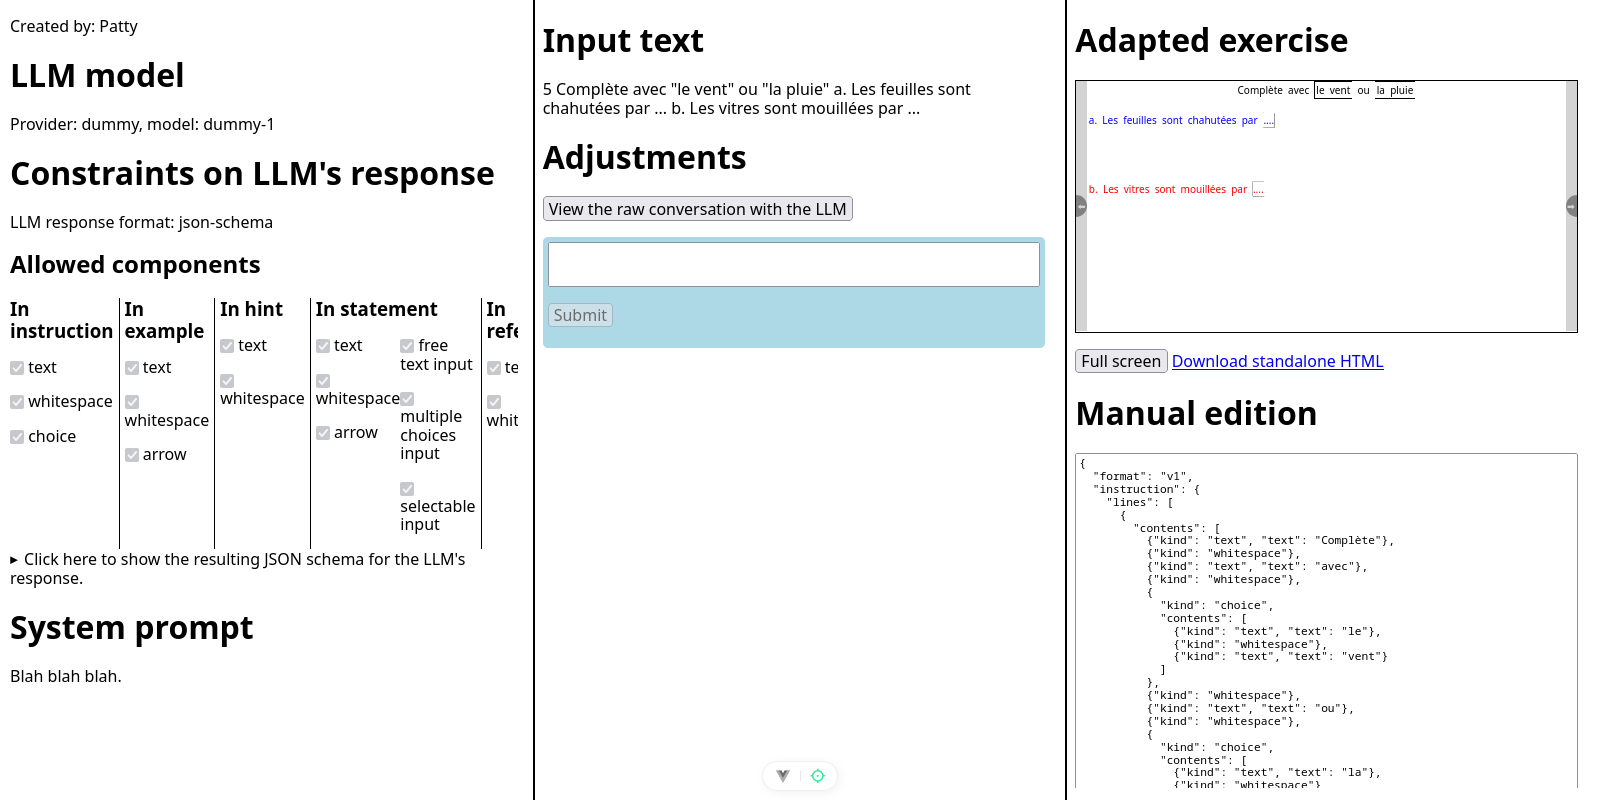 Created by: Patty
LLM model
Provider: dummy, model: dummy-1
Constraints on LLM's response
LLM response format: json-schema
Allowed components
In
instruction
text
whitespace
choice
In
example
text
whitespace
arrow
In hint
text
whitespace
In statement
text
whitespace
arrow
free
text input
multiple
choices
input
selectable
input
In
refe
te
whit
▸ Click here to show the resulting JSON schema for the LLM's
response.
System prompt
Blah blah blah.
Input text
5 Complète avec "le vent" ou "la pluie" a. Les feuilles sont
chahutées par ... b. Les vitres sont mouillées par ...
Adjustments
View the raw conversation with the LLM
Submit
Adapted exercise
Complète avec le vent ou la pluie
a. Les feuilles sont chahutées par ....
b. Les vitres sont mouillées par ....
Full screen Download standalone HTML
Manual edition
{
  "format": "v1",
  "instruction": {
    "lines": [
      {
        "contents": [
          {"kind": "text", "text": "Complète"},
          {"kind": "whitespace"},
          {"kind": "text", "text": "avec"},
          {"kind": "whitespace"},
          {
            "kind": "choice",
            "contents": [
              {"kind": "text", "text": "le"},
              {"kind": "whitespace"},
              {"kind": "text", "text": "vent"}
            ]
          },
          {"kind": "whitespace"},
          {"kind": "text", "text": "ou"},
          {"kind": "whitespace"},
          {
            "kind": "choice",
            "contents": [
              {"kind": "text", "text": "la"},
              {"kind": "whitespace"}